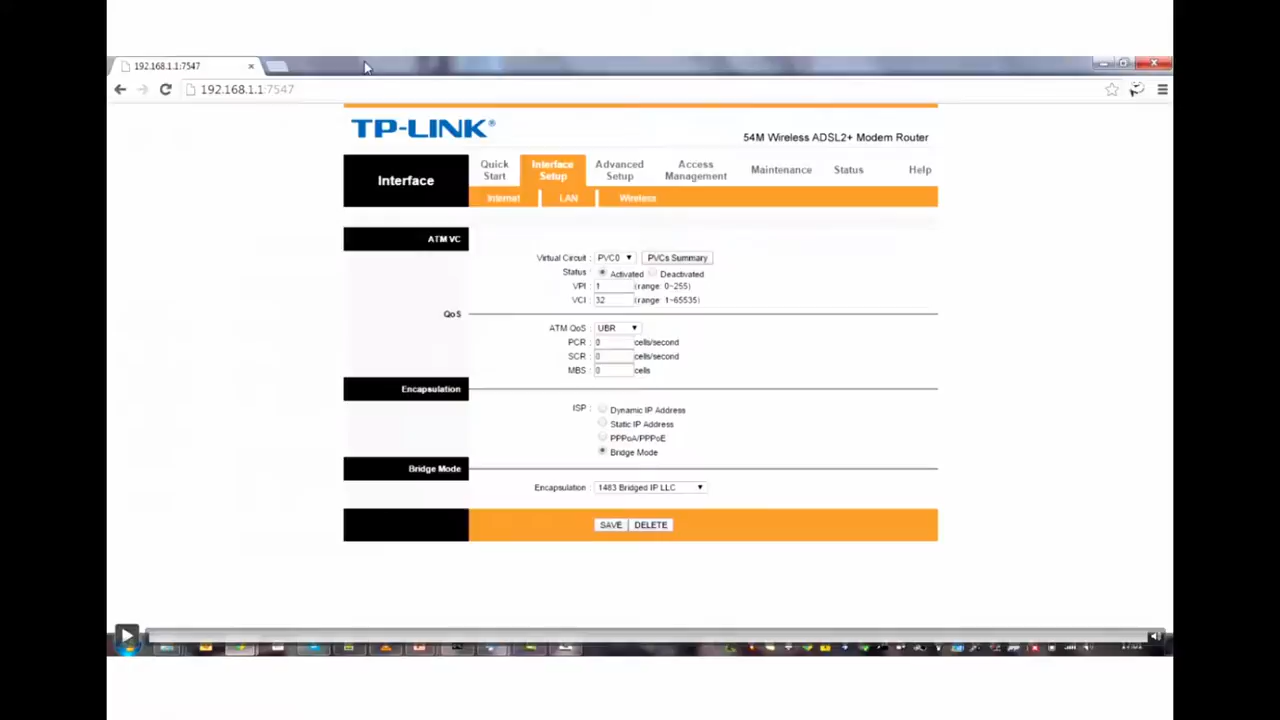 192.168.1.1:7547
192.168.1.1:7547
TP-LINK®
54M Wireless ADSL2+ Modem Router
Interface
Quick Start
Interface Setup
Advanced Setup
Access Management
Maintenance
Status
Help
Internet
LAN
Wireless
ATM VC
Virtual Circuit : PVC0 PVCs Summary
Status : Activated Deactivated
VPI : 1 (range: 0~255)
VCI : 32 (range: 1~65535)
QoS
ATM QoS : UBR
PCR : 0 cells/second
SCR : 0 cells/second
MBS : 0 cells
Encapsulation
ISP : Dynamic IP Address
Static IP Address
PPPoA/PPPoE
Bridge Mode
Bridge Mode
Encapsulation : 1483 Bridged IP LLC
SAVE DELETE